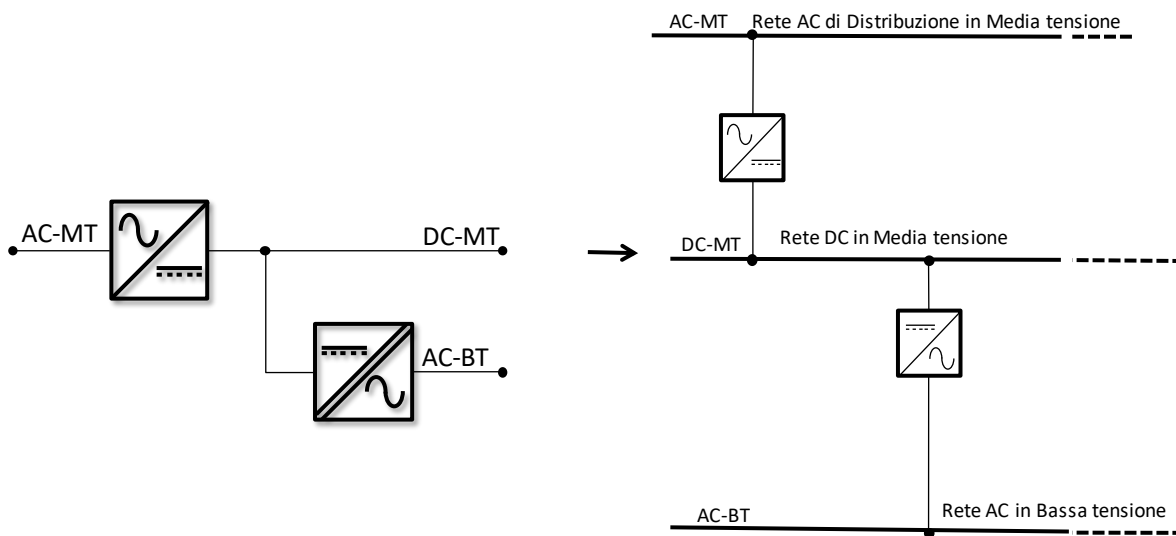 AC-MT
DC-MT
AC-BT
AC-MT Rete AC di Distribuzione in Media tensione
DC-MT Rete DC in Media tensione
AC-BT Rete AC in Bassa tensione